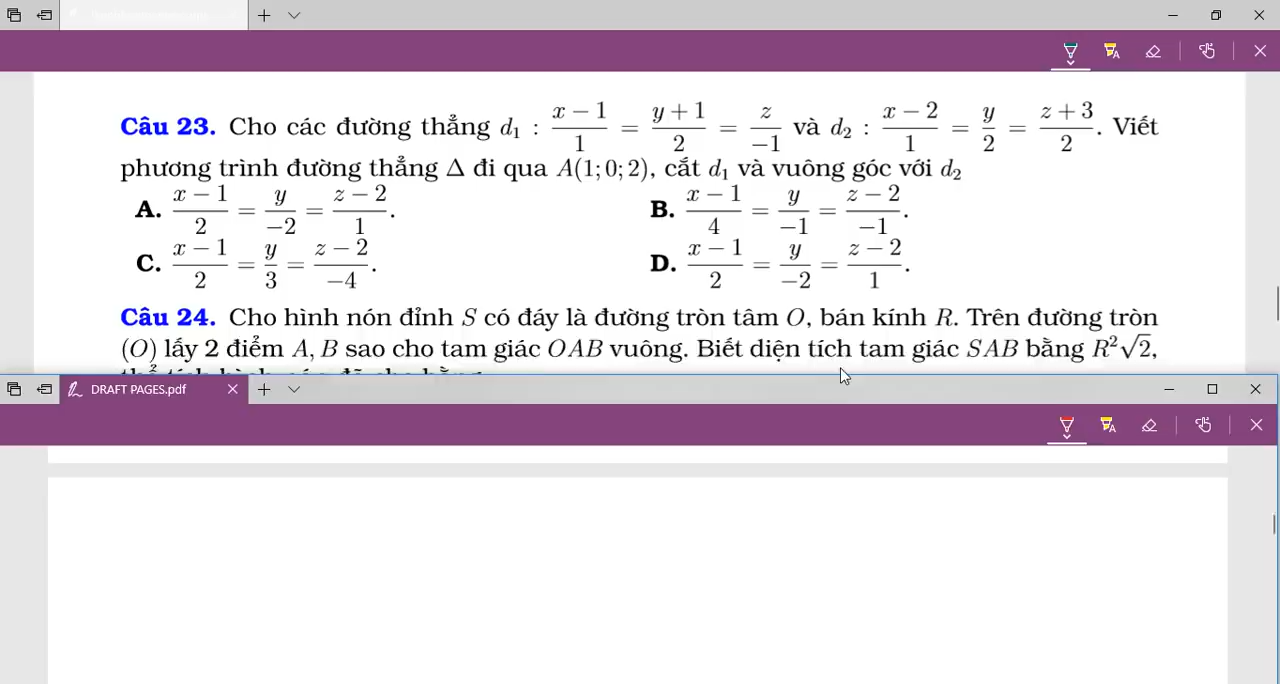 Câu 23. Cho các đường thẳng d₁ : (x − 1)/1 = (y + 1)/2 = z/(−1) và d₂ : (x − 2)/1 = y/2 = (z + 3)/2. Viết
phương trình đường thẳng Δ đi qua A(1; 0; 2), cắt d₁ và vuông góc với d₂
A. (x − 1)/2 = y/(−2) = (z − 2)/1. B. (x − 1)/4 = y/(−1) = (z − 2)/(−1).
C. (x − 1)/2 = y/3 = (z − 2)/(−4). D. (x − 1)/2 = y/(−2) = (z − 2)/1.
Câu 24. Cho hình nón đỉnh S có đáy là đường tròn tâm O, bán kính R. Trên đường tròn
(O) lấy 2 điểm A, B sao cho tam giác OAB vuông. Biết diện tích tam giác SAB bằng R²√2,
DRAFT PAGES.pdf